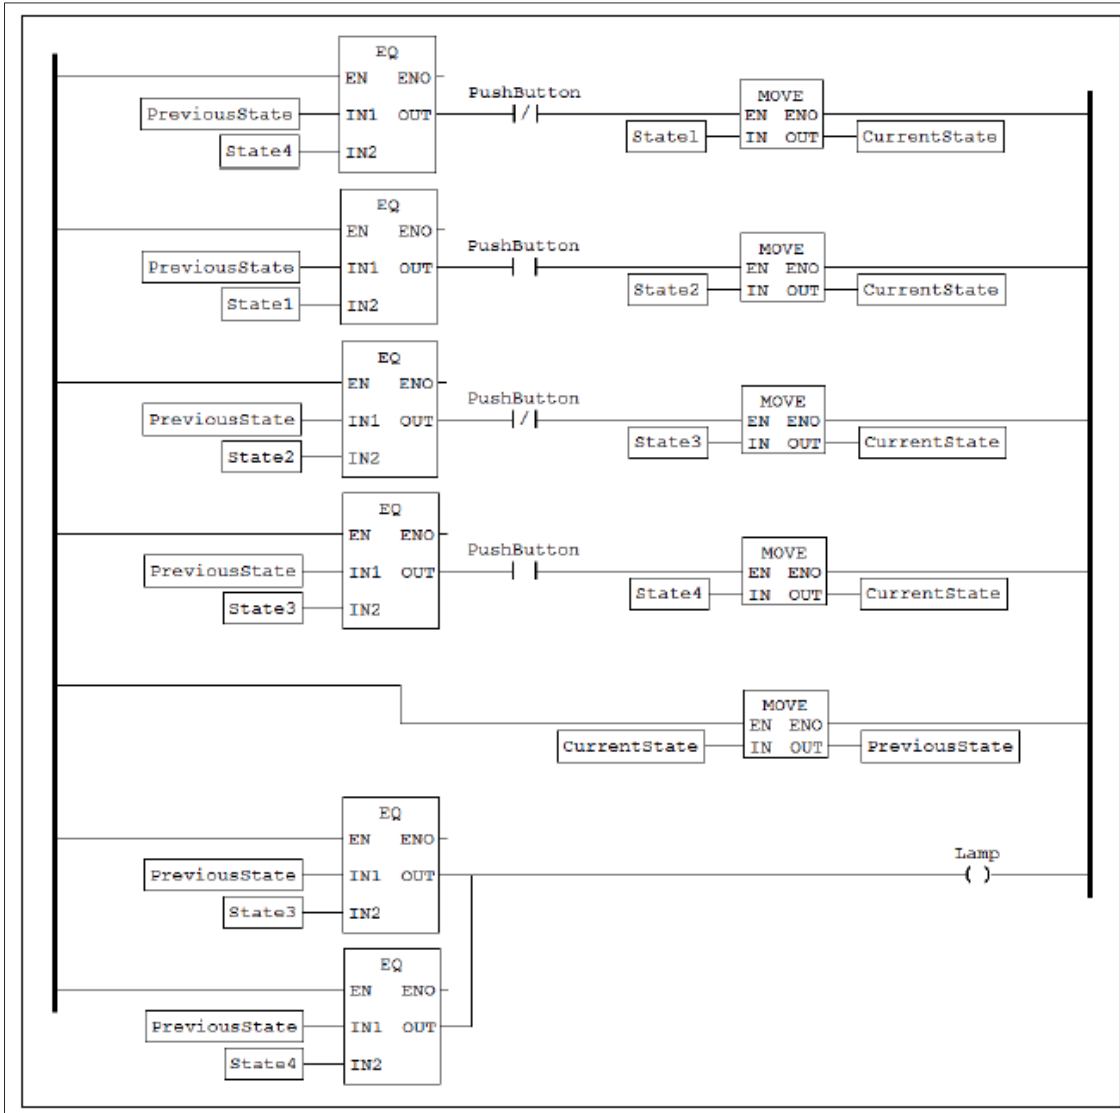 EQ
EN ENO
PushButton
MOVE
PreviousState IN1 OUT
EN ENO
State1 IN OUT CurrentState
State4 IN2
EQ
EN ENO
PushButton
MOVE
PreviousState IN1 OUT
EN ENO
State2 IN OUT CurrentState
State1 IN2
EQ
EN ENO
PushButton
MOVE
PreviousState IN1 OUT
EN ENO
State3 IN OUT CurrentState
State2 IN2
EQ
EN ENO
PushButton
MOVE
PreviousState IN1 OUT
EN ENO
State4 IN OUT CurrentState
State3 IN2
MOVE
EN ENO
CurrentState IN OUT PreviousState
EQ
EN ENO
Lamp
PreviousState IN1 OUT
State3 IN2
EQ
EN ENO
PreviousState IN1 OUT
State4 IN2